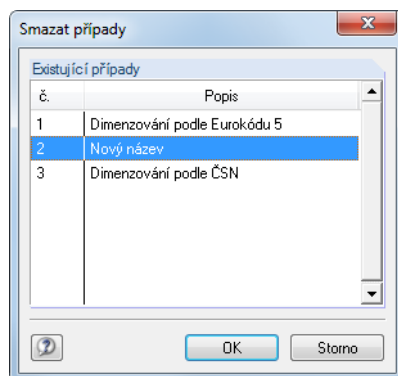 Smazat případy
Existující případy
č. Popis
1 Dimenzování podle Eurokódu 5
2 Nový název
3 Dimenzování podle ČSN
OK Storno